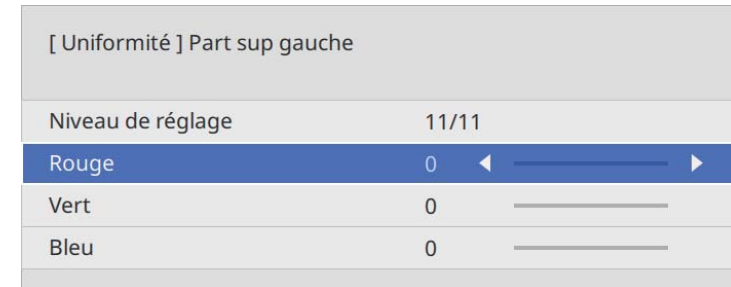 [ Uniformité ] Part sup gauche
Niveau de réglage 11/11
Rouge 0
Vert 0
Bleu 0